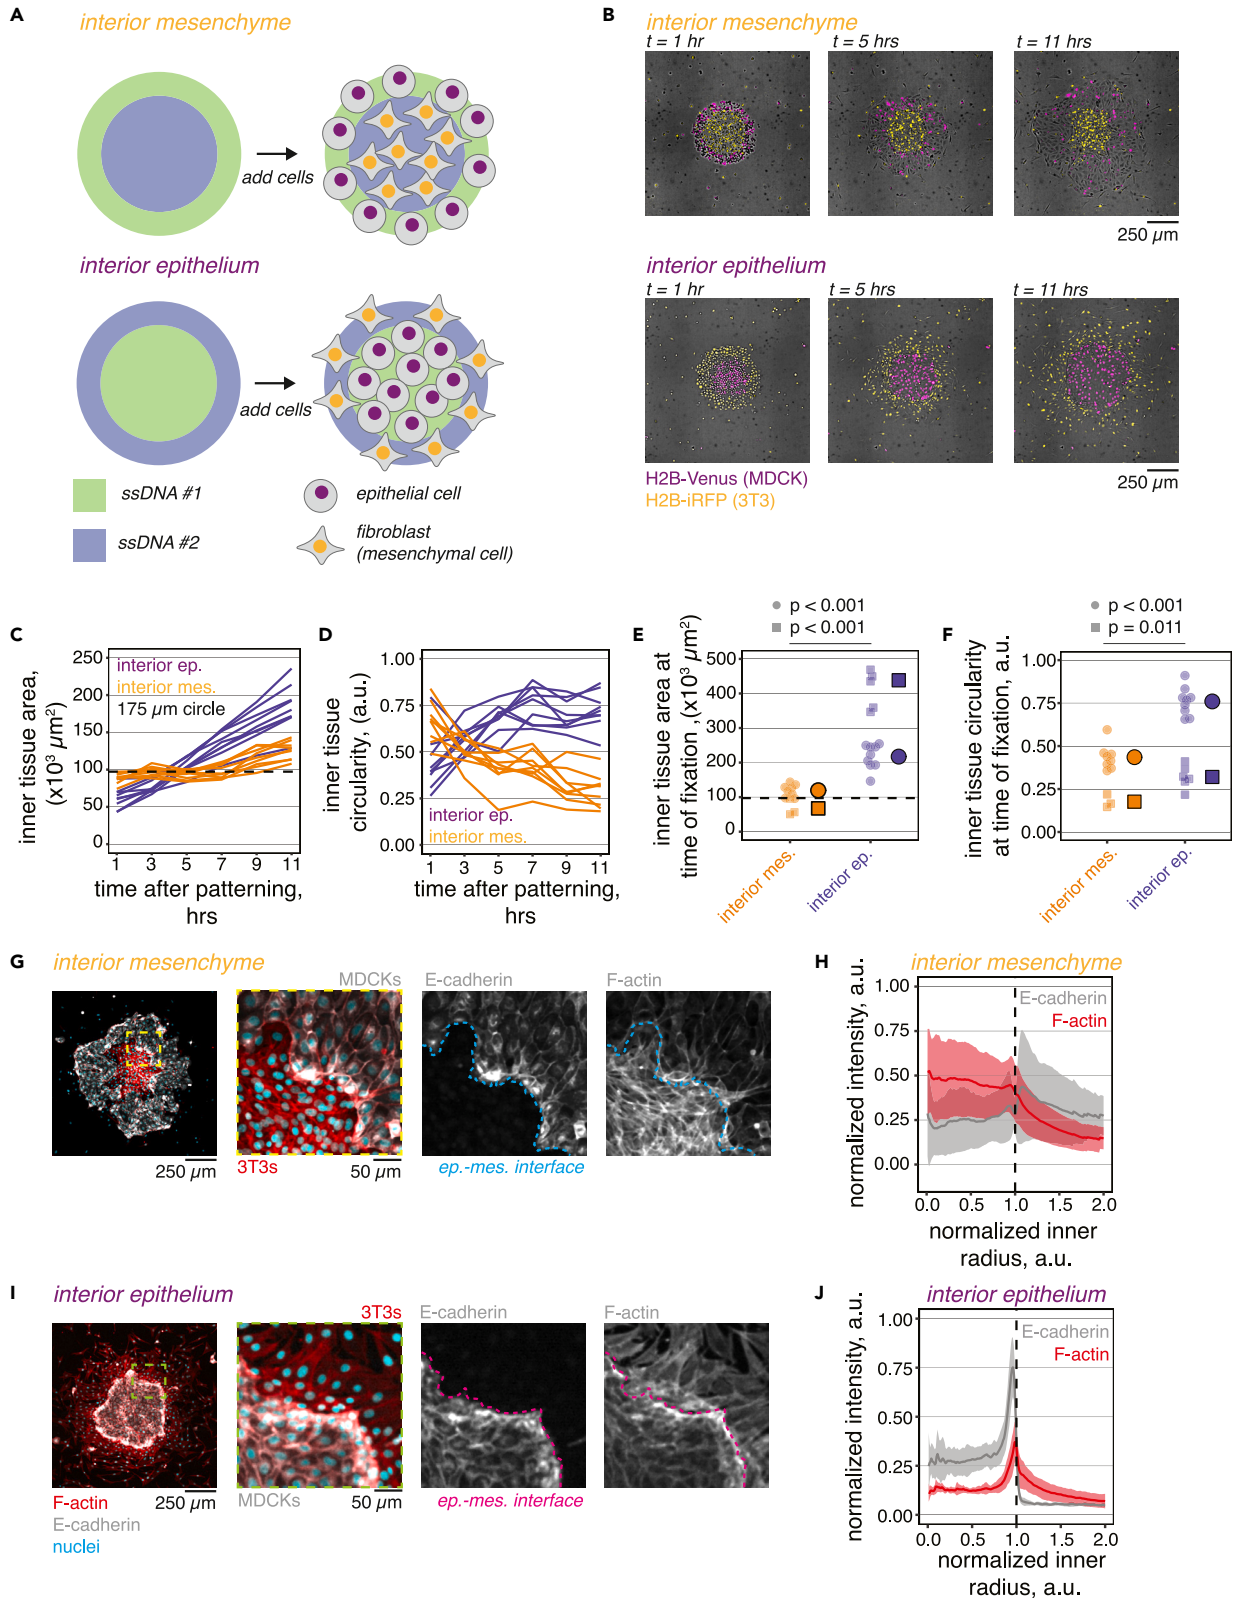 A
interior mesenchyme
add cells
interior epithelium
add cells
ssDNA #1
ssDNA #2
epithelial cell
fibroblast
(mesenchymal cell)
B
interior mesenchyme
t = 1 hr
t = 5 hrs
t = 11 hrs
250 µm
interior epithelium
t = 1 hr
t = 5 hrs
t = 11 hrs
250 µm
H2B-Venus (MDCK)
H2B-iRFP (3T3)
C
inner tissue area,
(x10³ µm²)
250
200
150
100
50
0
interior ep.
interior mes.
175 µm circle
1 3 5 7 9 11
time after patterning,
hrs
D
inner tissue
circularity, (a.u.)
1.00
0.75
0.50
0.25
0.00
interior ep.
interior mes.
1 3 5 7 9 11
time after patterning,
hrs
E
p < 0.001
p < 0.001
inner tissue area at
time of fixation ,(x10³ µm²)
500
400
300
200
100
0
interior mes.
interior ep.
F
p < 0.001
p = 0.011
inner tissue circularity
at time of fixation, a.u.
1.00
0.75
0.50
0.25
0.00
interior mes.
interior ep.
G
interior mesenchyme
MDCKs
E-cadherin
F-actin
250 µm
3T3s
50 µm
ep.-mes. interface
H
interior mesenchyme
normalized intensity, a.u.
1.00
0.75
0.50
0.25
0.00
E-cadherin
F-actin
0.0 0.5 1.0 1.5 2.0
normalized inner
radius, a.u.
I
interior epithelium
3T3s
E-cadherin
F-actin
F-actin
E-cadherin
nuclei
250 µm
MDCKs
50 µm
ep.-mes. interface
J
interior epithelium
normalized intensity, a.u.
1.00
0.75
0.50
0.25
0.00
E-cadherin
F-actin
0.0 0.5 1.0 1.5 2.0
normalized inner
radius, a.u.